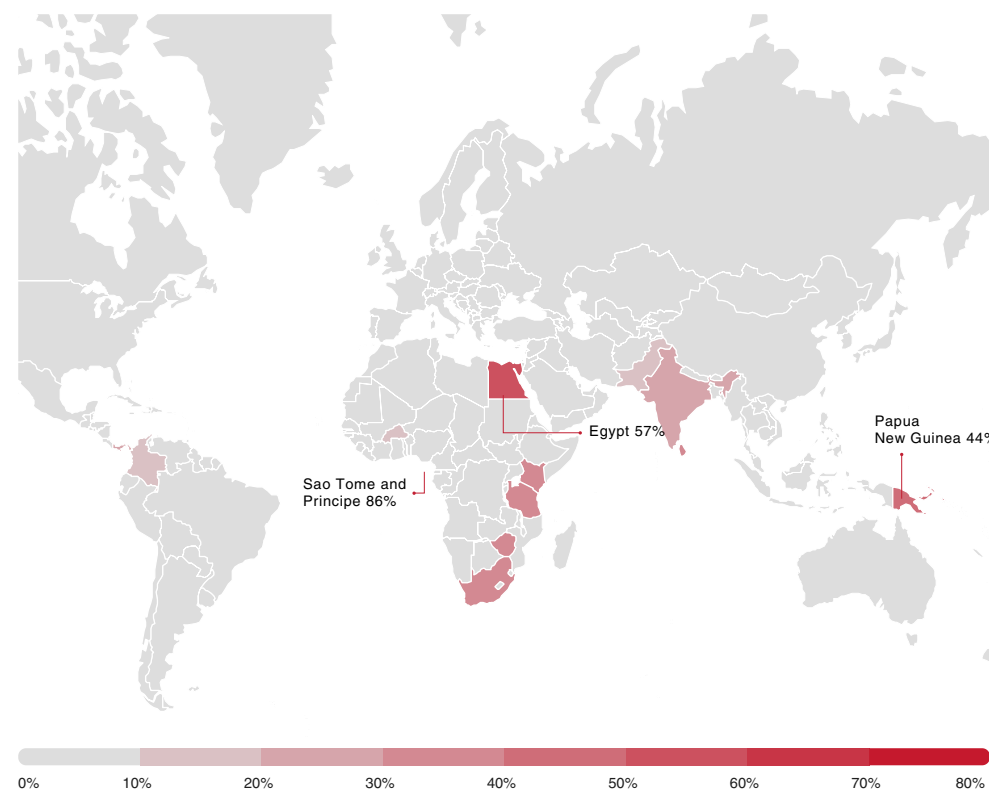 Egypt 57%
Papua
New Guinea 44%
Sao Tome and
Principe 86%
0% 10% 20% 30% 40% 50% 60% 70% 80%